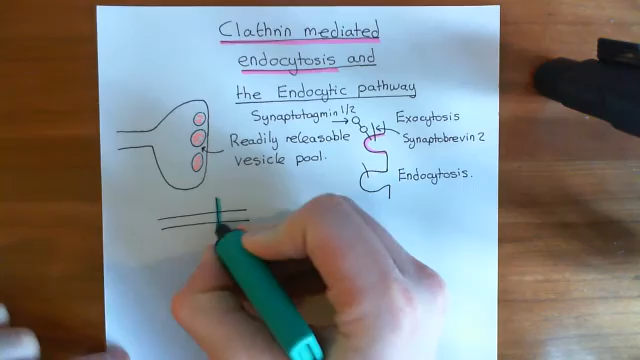 Clathrin mediated
endocytosis and
the Endocytic pathway
Synaptotagmin 1/2
Exocytosis
Readily releasable
vesicle pool.
Synaptobrevin 2
Endocytosis.